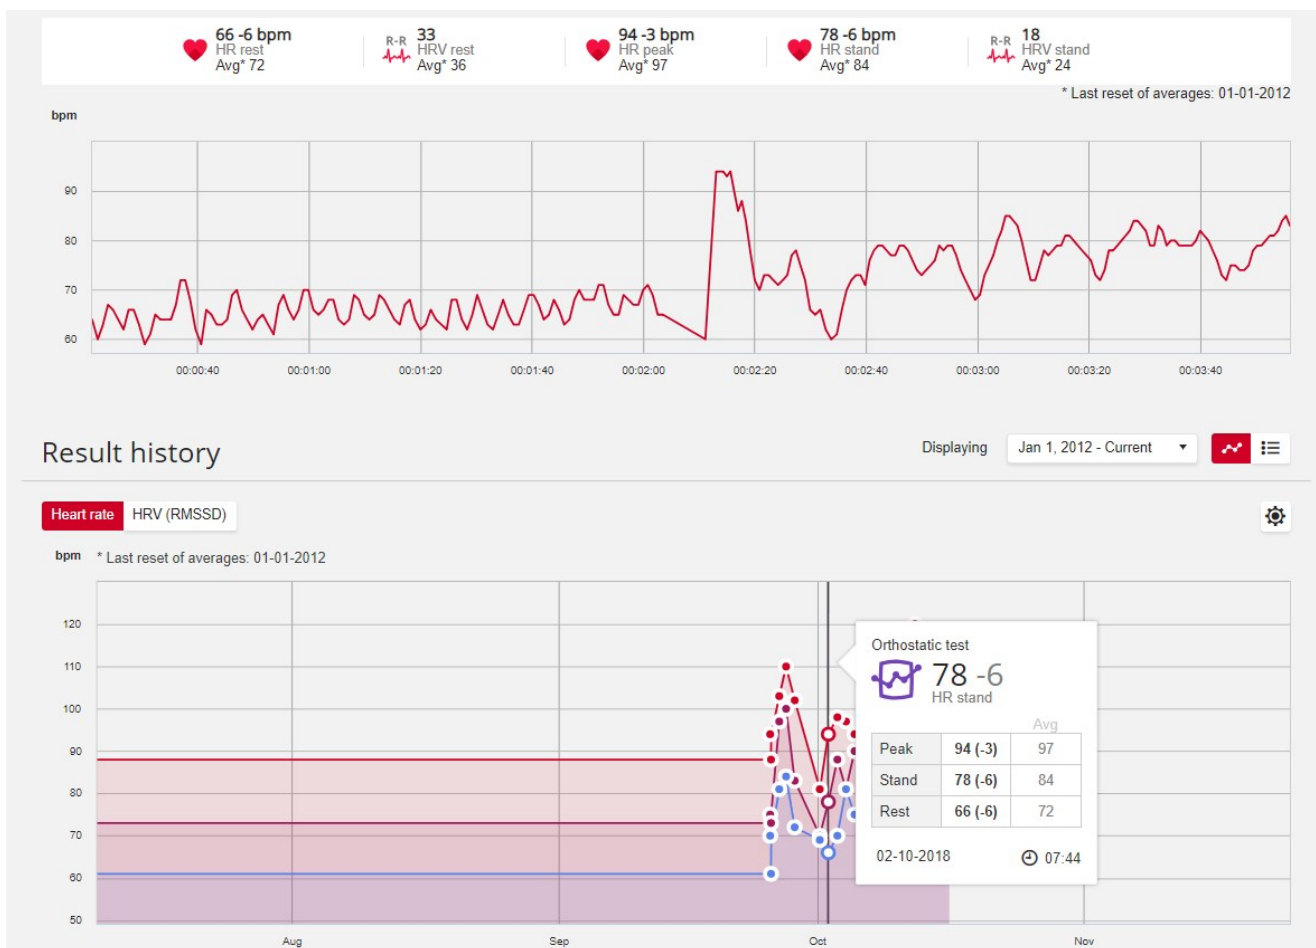 66 -6 bpm
HR rest
Avg* 72
R-R
33
HRV rest
Avg* 36
94 -3 bpm
HR peak
Avg* 97
78 -6 bpm
HR stand
Avg* 84
R-R
18
HRV stand
Avg* 24
* Last reset of averages: 01-01-2012
bpm
90
80
70
60
00:00:40 00:01:00 00:01:20 00:01:40 00:02:00 00:02:20 00:02:40 00:03:00 00:03:20 00:03:40
Result history
Displaying Jan 1, 2012 - Current
Heart rate HRV (RMSSD)
bpm * Last reset of averages: 01-01-2012
120
110
100
90
80
70
60
50
Aug Sep Oct Nov
Orthostatic test
78 -6
HR stand
Avg
Peak 94 (-3) 97
Stand 78 (-6) 84
Rest 66 (-6) 72
02-10-2018 07:44